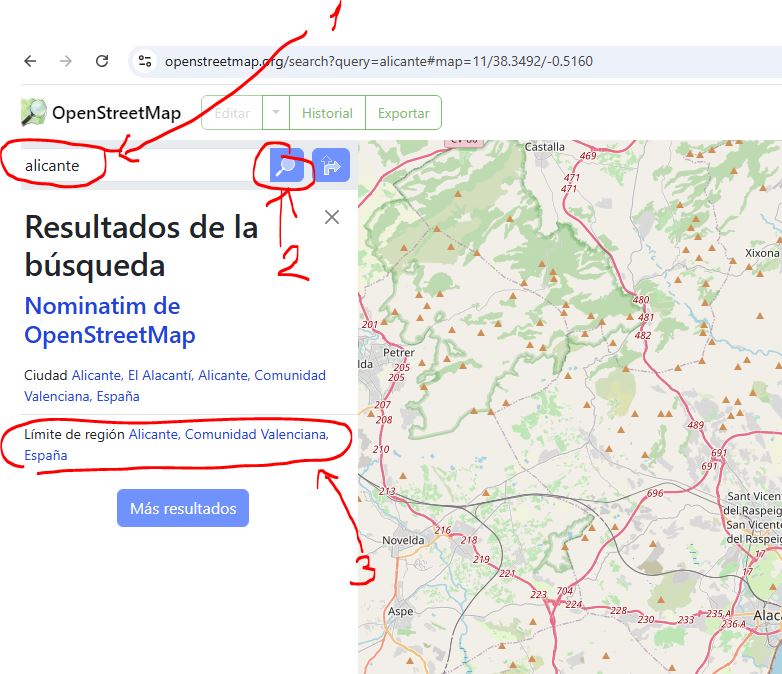 1
openstreetmap.org/search?query=alicante#map=11/38.3492/-0.5160
OpenStreetMap
Editar
Historial
Exportar
alicante
2
Resultados de la
búsqueda
Nominatim de
OpenStreetMap
Ciudad Alicante, El Alacantí, Alicante, Comunidad
Valenciana, España
Límite de región Alicante, Comunidad Valenciana,
España
3
Más resultados
Castalla
469
471
471
Xixona
480
481
482
201
Petrer
205
205
207
208
210
489
691
691
696
213
Sant Vicent
del Raspeig
San Vicente
del Raspeig
Novelda
216
218
219
221
17
17
223
704
224
228
230
233
235 A
236 A
Aspe
Alaca